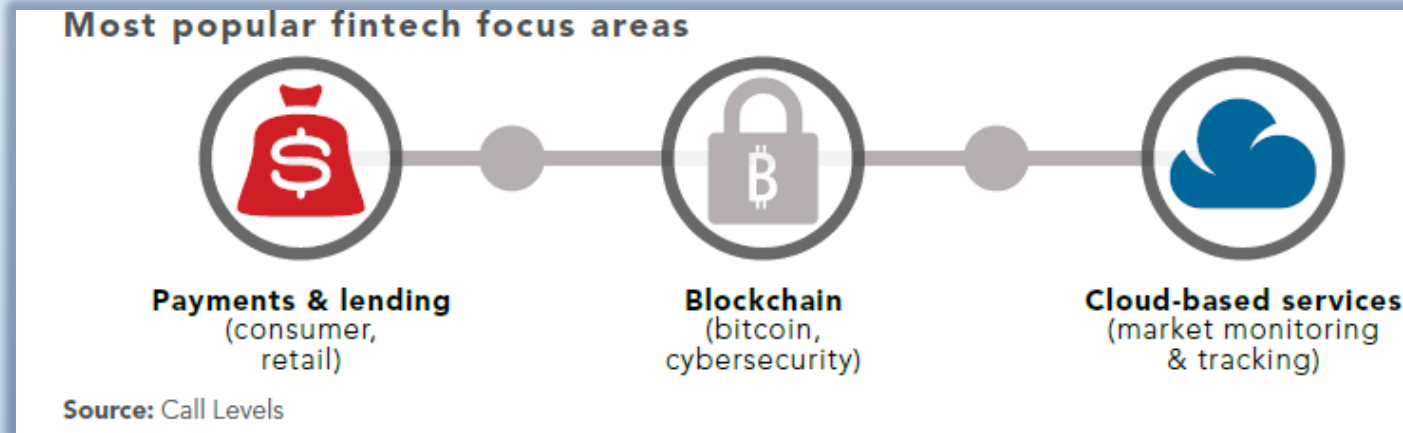 Most popular fintech focus areas
$
₿
Payments & lending
(consumer,
retail)
Blockchain
(bitcoin,
cybersecurity)
Cloud-based services
(market monitoring
& tracking)
Source: Call Levels